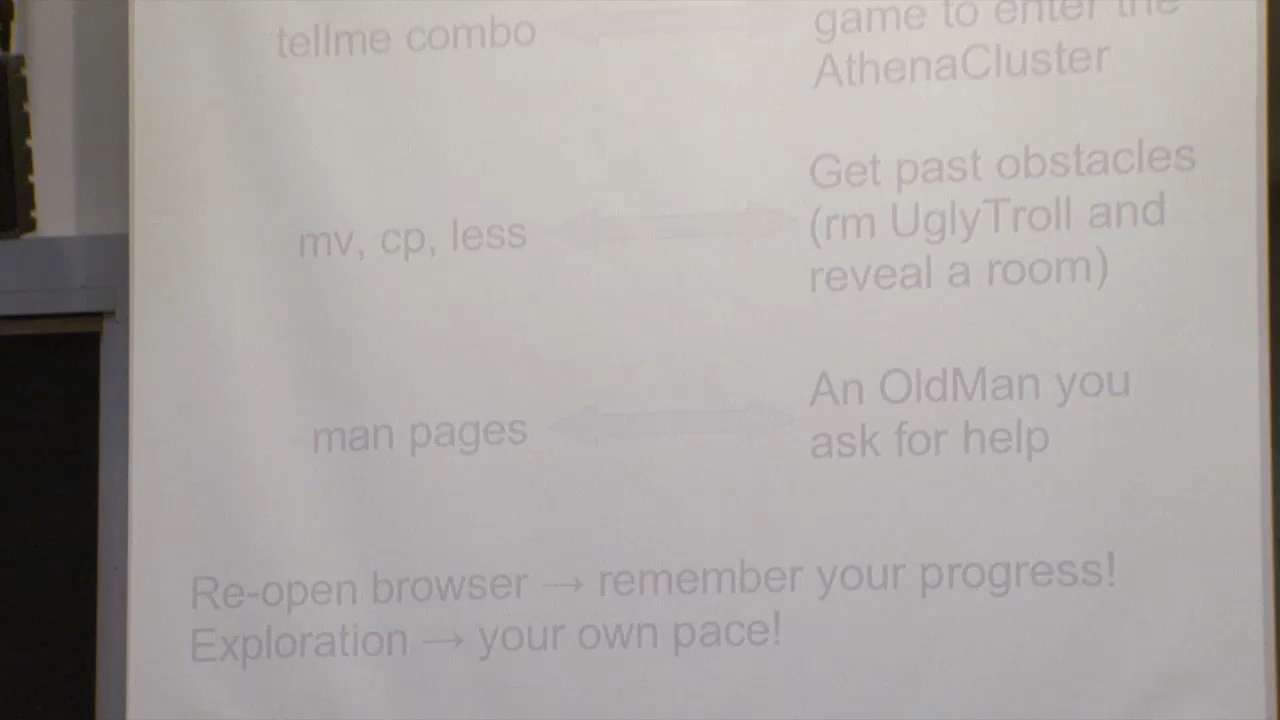 tellme combo
game to enter the
AthenaCluster
mv, cp, less
Get past obstacles
(rm UglyTroll and
reveal a room)
man pages
An OldMan you
ask for help
Re-open browser → remember your progress!
Exploration → your own pace!